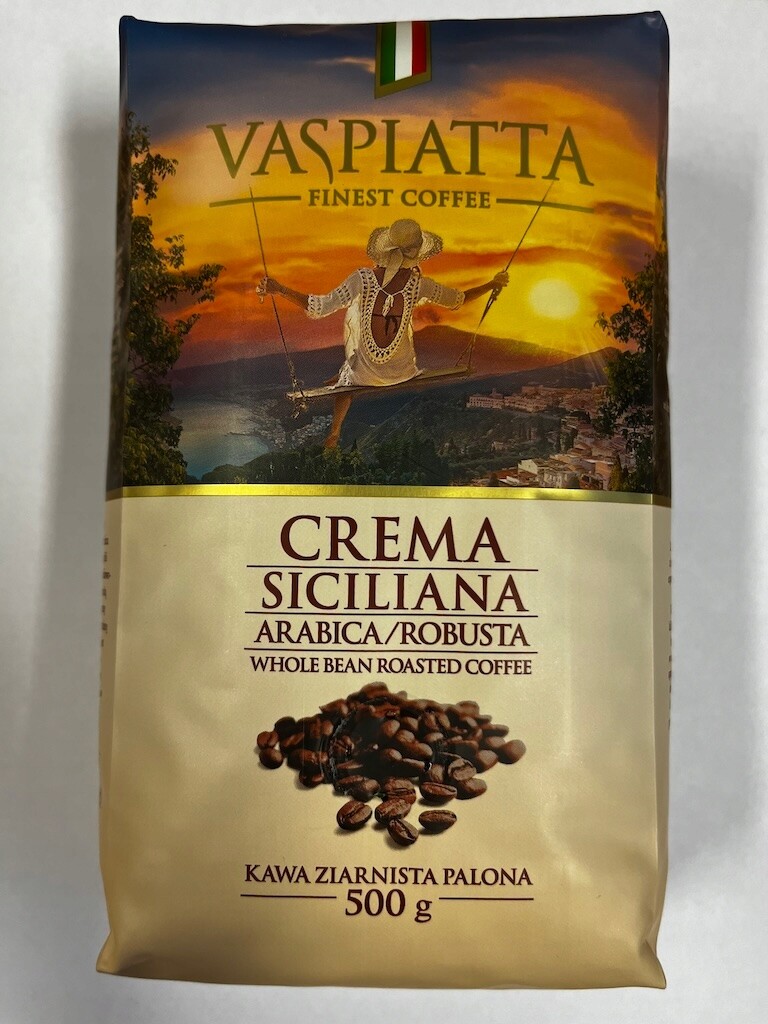 VASPIATTA
FINEST COFFEE
CREMA
SICILIANA
ARABICA/ROBUSTA
WHOLE BEAN ROASTED COFFEE
KAWA ZIARNISTA PALONA
500 g